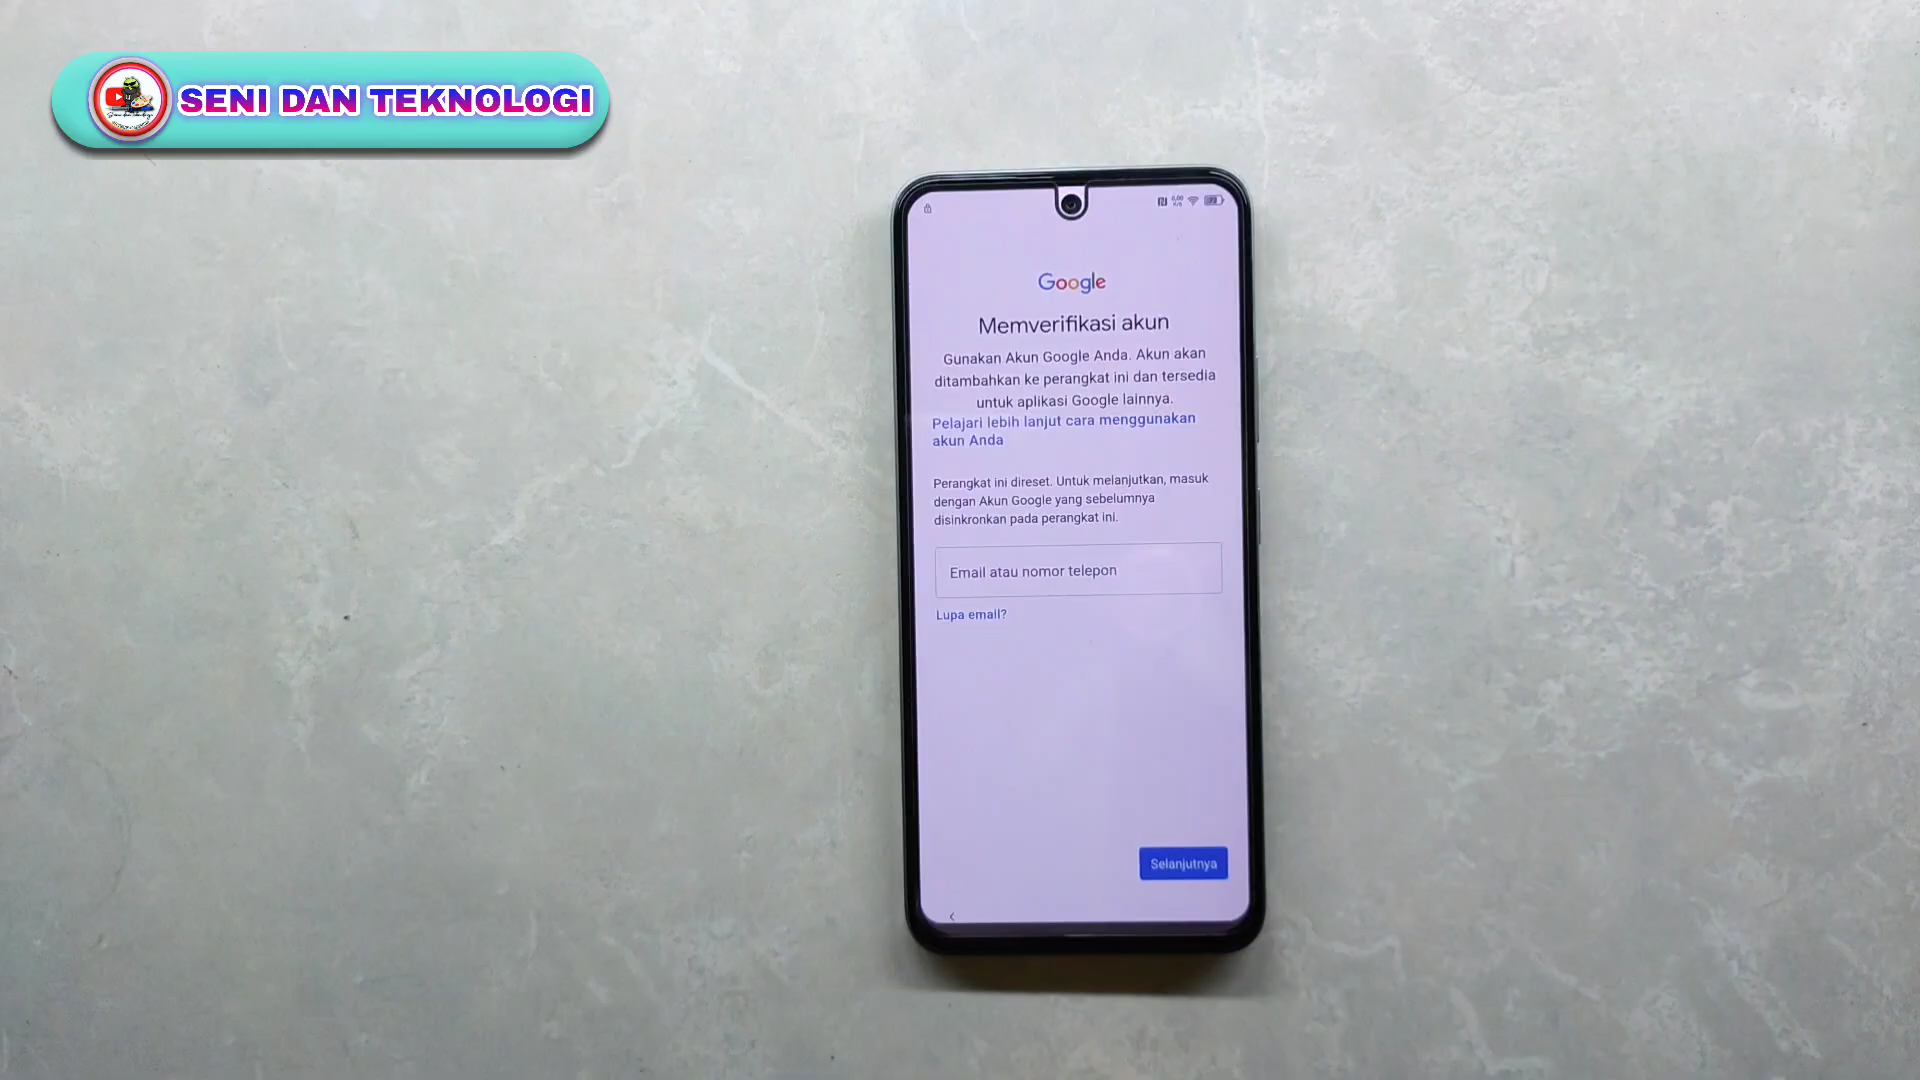 SENI DAN TEKNOLOGI
Google
Memverifikasi akun
Gunakan Akun Google Anda. Akun akan
ditambahkan ke perangkat ini dan tersedia
untuk aplikasi Google lainnya.
Pelajari lebih lanjut cara menggunakan
akun Anda
Perangkat ini direset. Untuk melanjutkan, masuk
dengan Akun Google yang sebelumnya
disinkronkan pada perangkat ini.
Email atau nomor telepon
Lupa email?
Selanjutnya